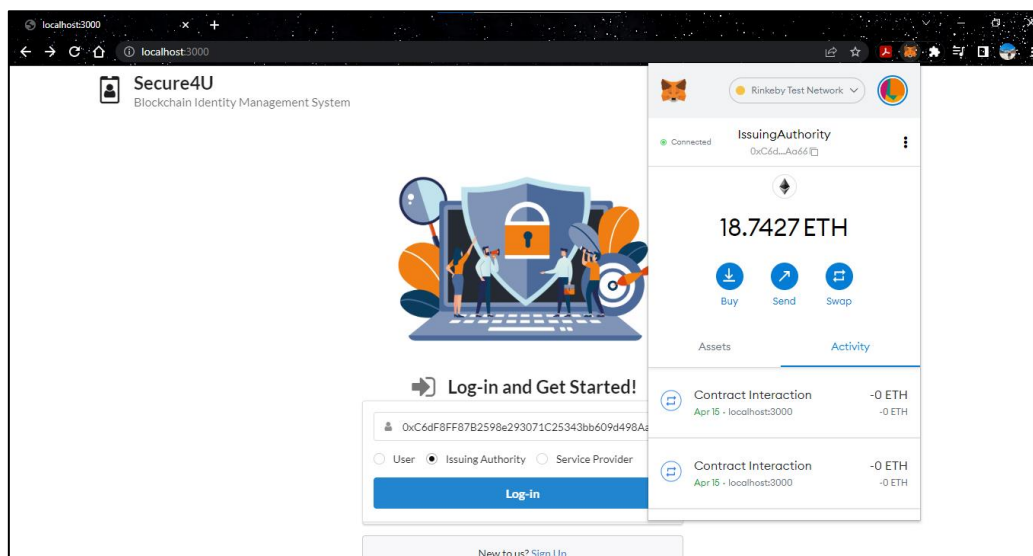 localhost:3000
localhost:3000
Secure4U
Blockchain Identity Management System
Rinkeby Test Network
Connected
IssuingAuthority
0xC6d...Aa66
18.7427 ETH
Buy Send Swap
Assets Activity
Contract Interaction -0 ETH
Apr 15 · localhost:3000 -0 ETH
Contract Interaction -0 ETH
Apr 15 · localhost:3000 -0 ETH
Log-in and Get Started!
0xC6dF8FF87B2598e293071C25343bb609d498Aa
User Issuing Authority Service Provider
Log-in
New to us? Sign Up